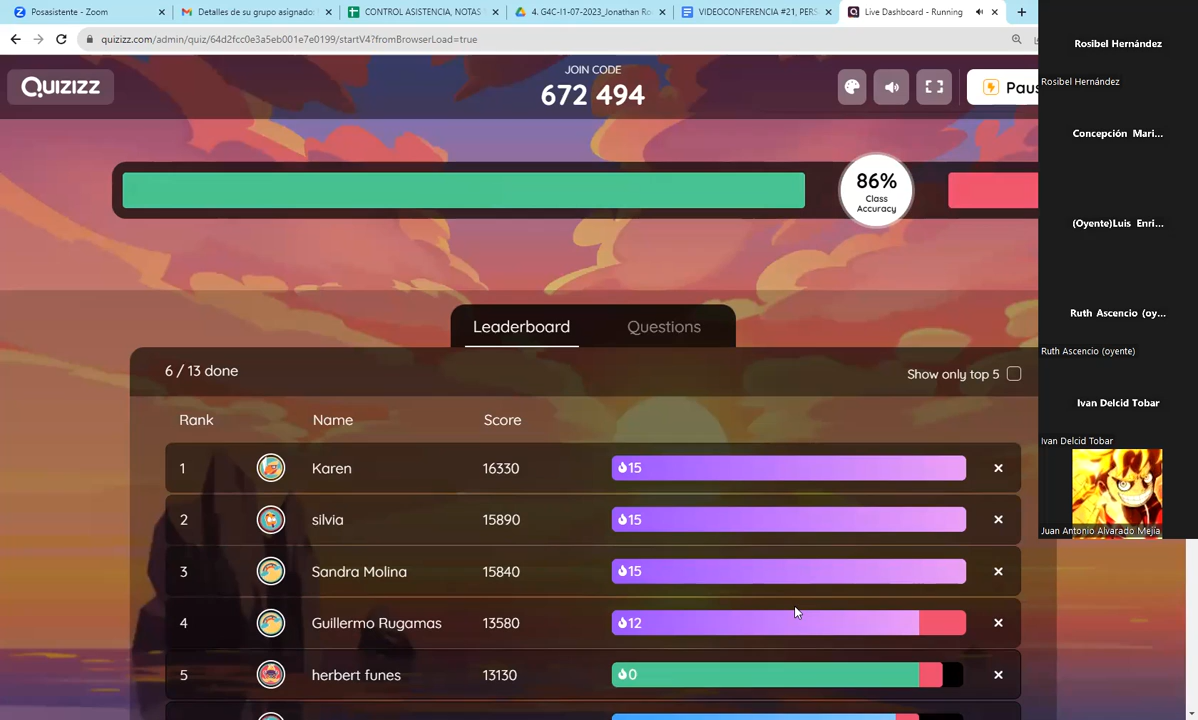 Posasistente - Zoom
Detalles de su grupo asignado:
CONTROL ASISTENCIA, NOTAS
4. G4C-I1-07-2023_Jonathan Ro
VIDEOCONFERENCIA #21, PERS
Live Dashboard - Running
quizizz.com/admin/quiz/64d2fcc0e3a5eb001e7e0199/startV4?fromBrowserLoad=true
QUIZIZZ
JOIN CODE
672 494
Paus
86%
Class
Accuracy
Leaderboard
Questions
6 / 13 done
Show only top 5
Rank Name Score
1 Karen 16330 15
2 silvia 15890 15
3 Sandra Molina 15840 15
4 Guillermo Rugamas 13580 12
5 herbert funes 13130 0
Rosibel Hernández
Rosibel Hernández
Concepción Mari...
(Oyente)Luis Enri...
Ruth Ascencio (oy...
Ruth Ascencio (oyente)
Ivan Delcid Tobar
Ivan Delcid Tobar
Juan Antonio Alvarado Mejía